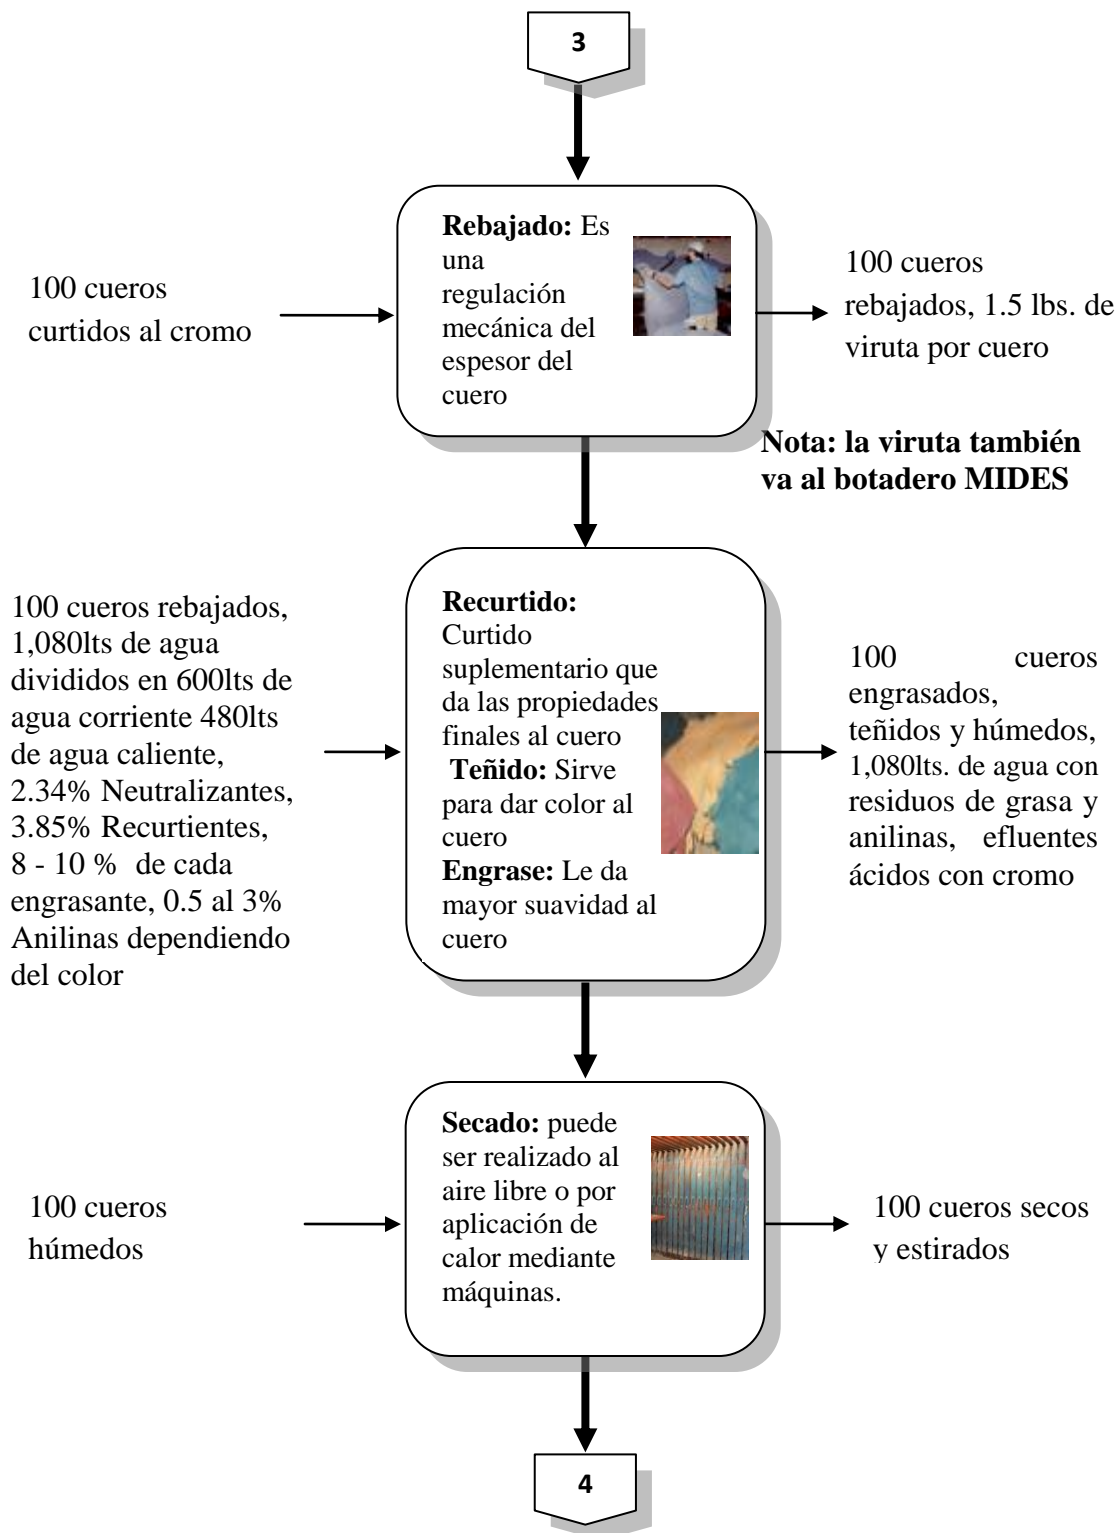 3
100 cueros
curtidos al cromo
Rebajado: Es
una
regulación
mecánica del
espesor del
cuero
100 cueros
rebajados, 1.5 lbs. de
viruta por cuero
Nota: la viruta también
va al botadero MIDES
100 cueros rebajados,
1,080lts de agua
divididos en 600lts de
agua corriente 480lts
de agua caliente,
2.34% Neutralizantes,
3.85% Recurtientes,
8 - 10 % de cada
engrasante, 0.5 al 3%
Anilinas dependiendo
del color
Recurtido:
Curtido
suplementario que
da las propiedades
finales al cuero
Teñido: Sirve
para dar color al
cuero
Engrase: Le da
mayor suavidad al
cuero
100 cueros
engrasados,
teñidos y húmedos,
1,080lts. de agua con
residuos de grasa y
anilinas, efluentes
ácidos con cromo
100 cueros
húmedos
Secado: puede
ser realizado al
aire libre o por
aplicación de
calor mediante
máquinas.
100 cueros secos
y estirados
4